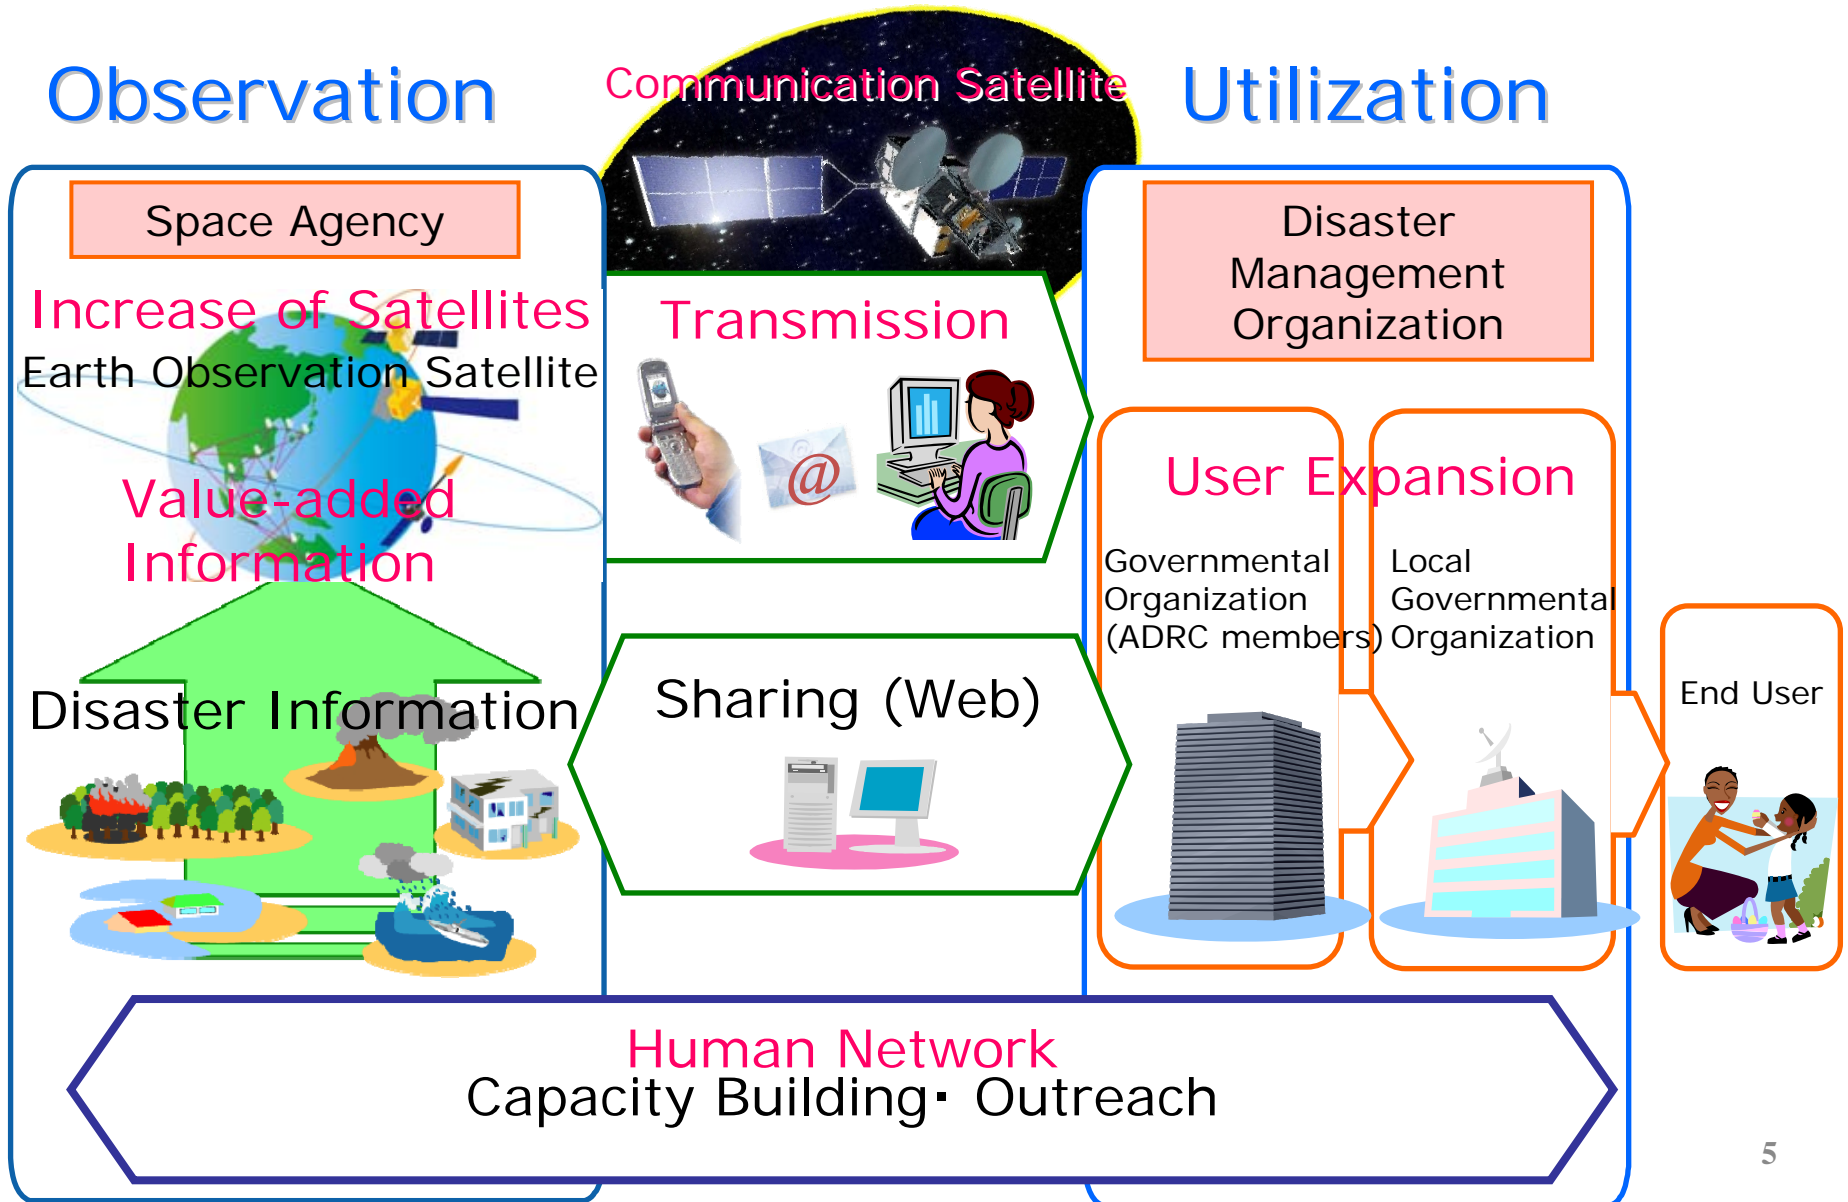 Observation
Communication Satellite
Utilization
Space Agency
Increase of Satellites
Earth Observation Satellite
Value-added
Information
Disaster Information
Transmission
@
Sharing (Web)
Disaster
Management
Organization
User Expansion
Governmental
Organization
(ADRC members)
Local
Governmental
Organization
End User
Human Network
Capacity Building・ Outreach
5